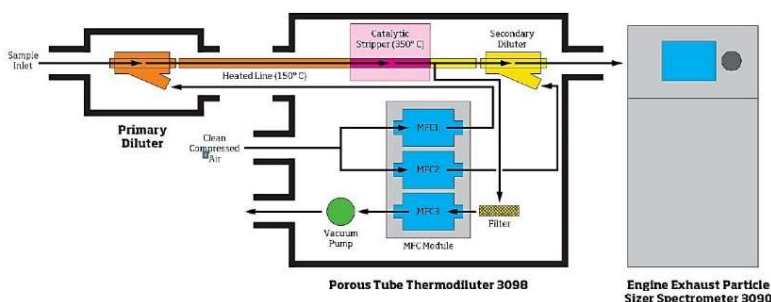 Catalytic
Stripper (350° C)
Secondary
Diluter
Sample
Inlet
Heated Line (150° C)
Primary
Diluter
Clean
Compressed
Air
MFC1
MFC2
MFC3
Vacuum
Pump
Filter
MFC Module
Porous Tube Thermodiluter 3098
Engine Exhaust Particle
Sizer Spectrometer 3090